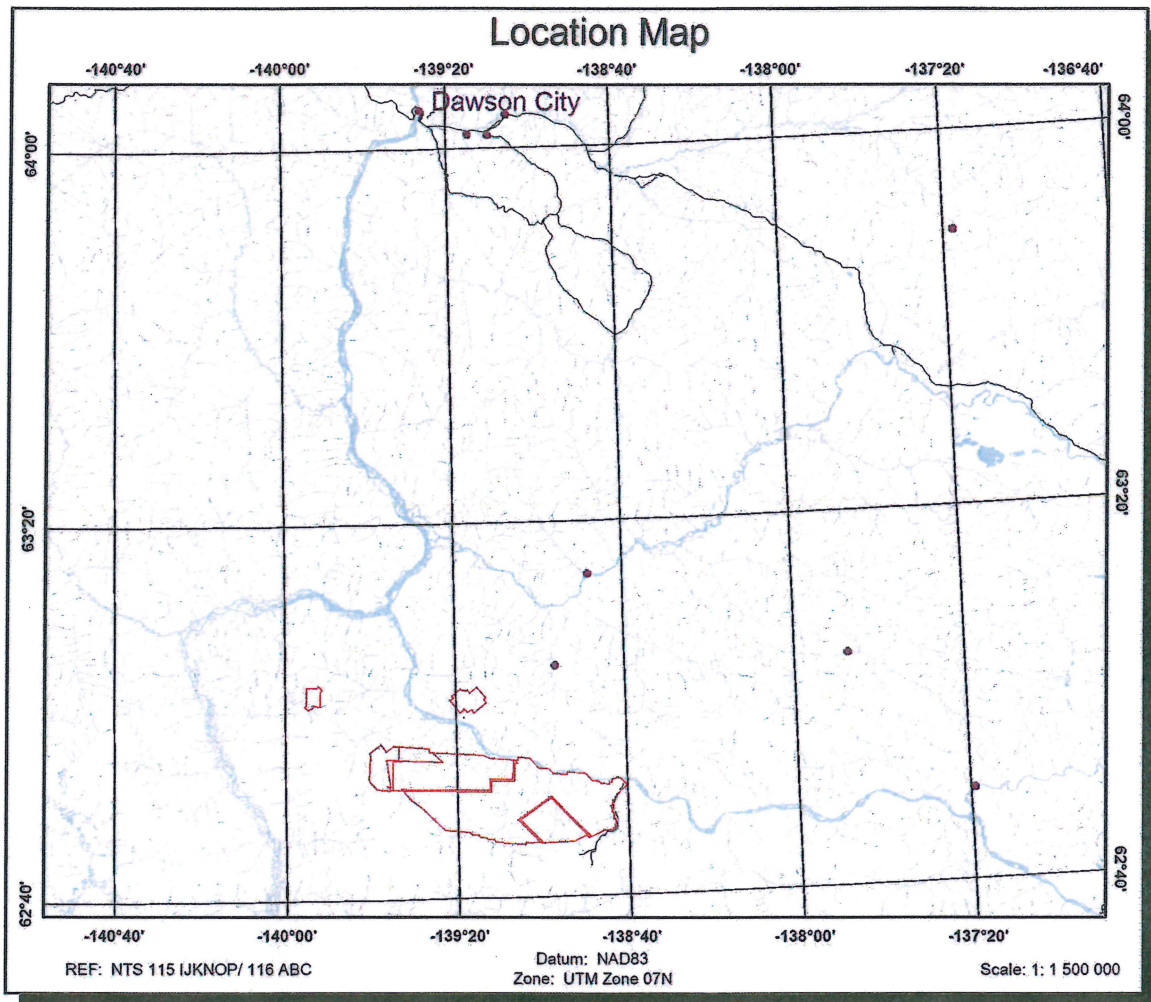 Location Map
-140°40' -140°00' -139°20' -138°40' -138°00' -137°20' -136°40'
Dawson City
64°00'
64°00'
63°20'
63°20'
62°40'
62°40'
-140°40' -140°00' -139°20' -138°40' -138°00' -137°20'
REF: NTS 115 IJKNOP/ 116 ABC
Datum: NAD83
Zone: UTM Zone 07N
Scale: 1: 1 500 000